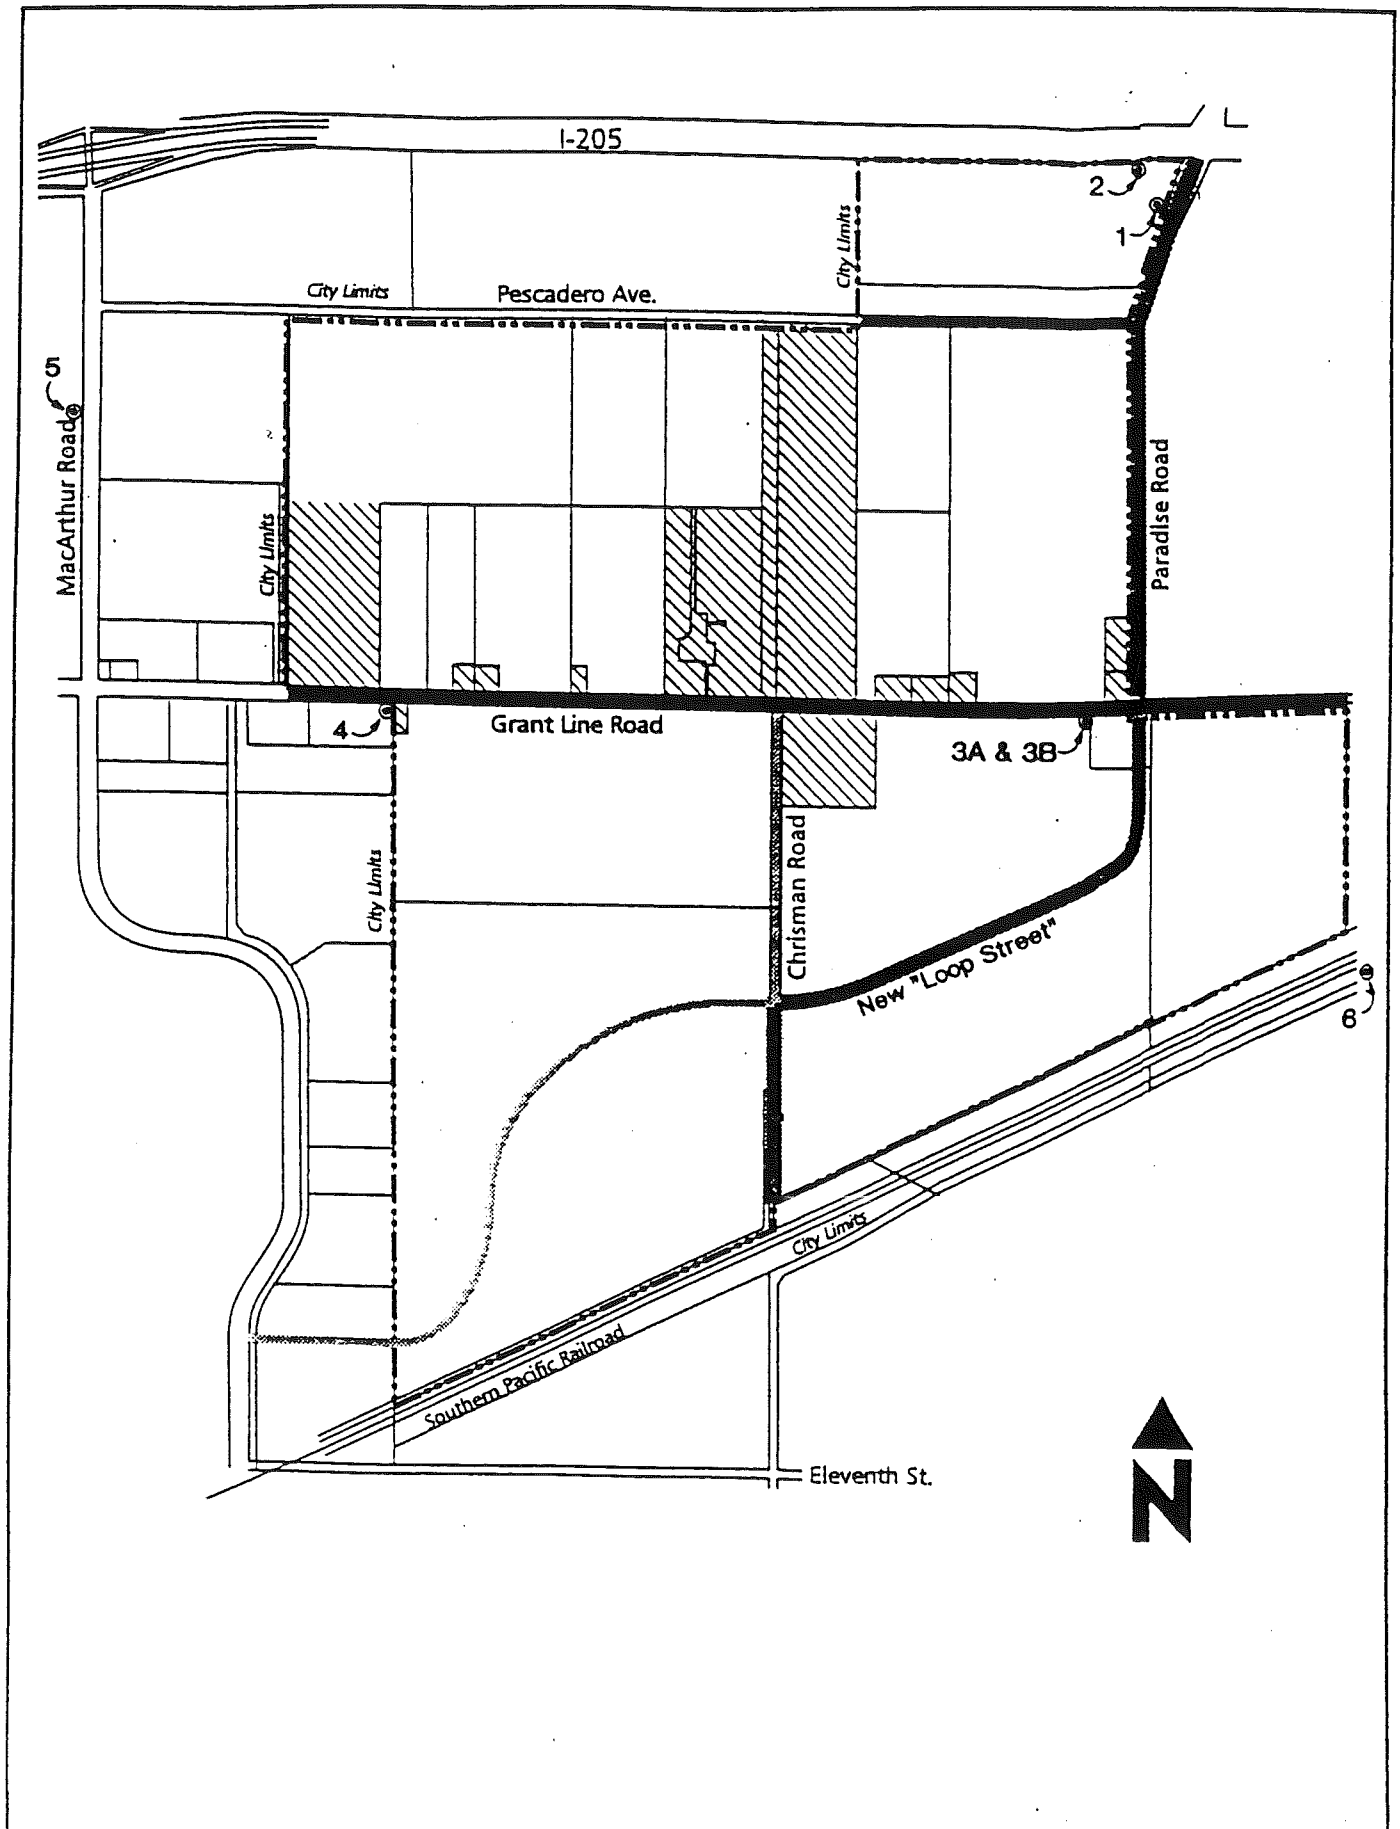 I-205
2
1
City Limits
City Limits
Pescadero Ave.
5
MacArthur Road
City Limits
Paradise Road
4
Grant Line Road
3A & 3B
City Limits
Chrisman Road
New "Loop Street"
6
City Limits
Southern Pacific Railroad
Eleventh St.
N